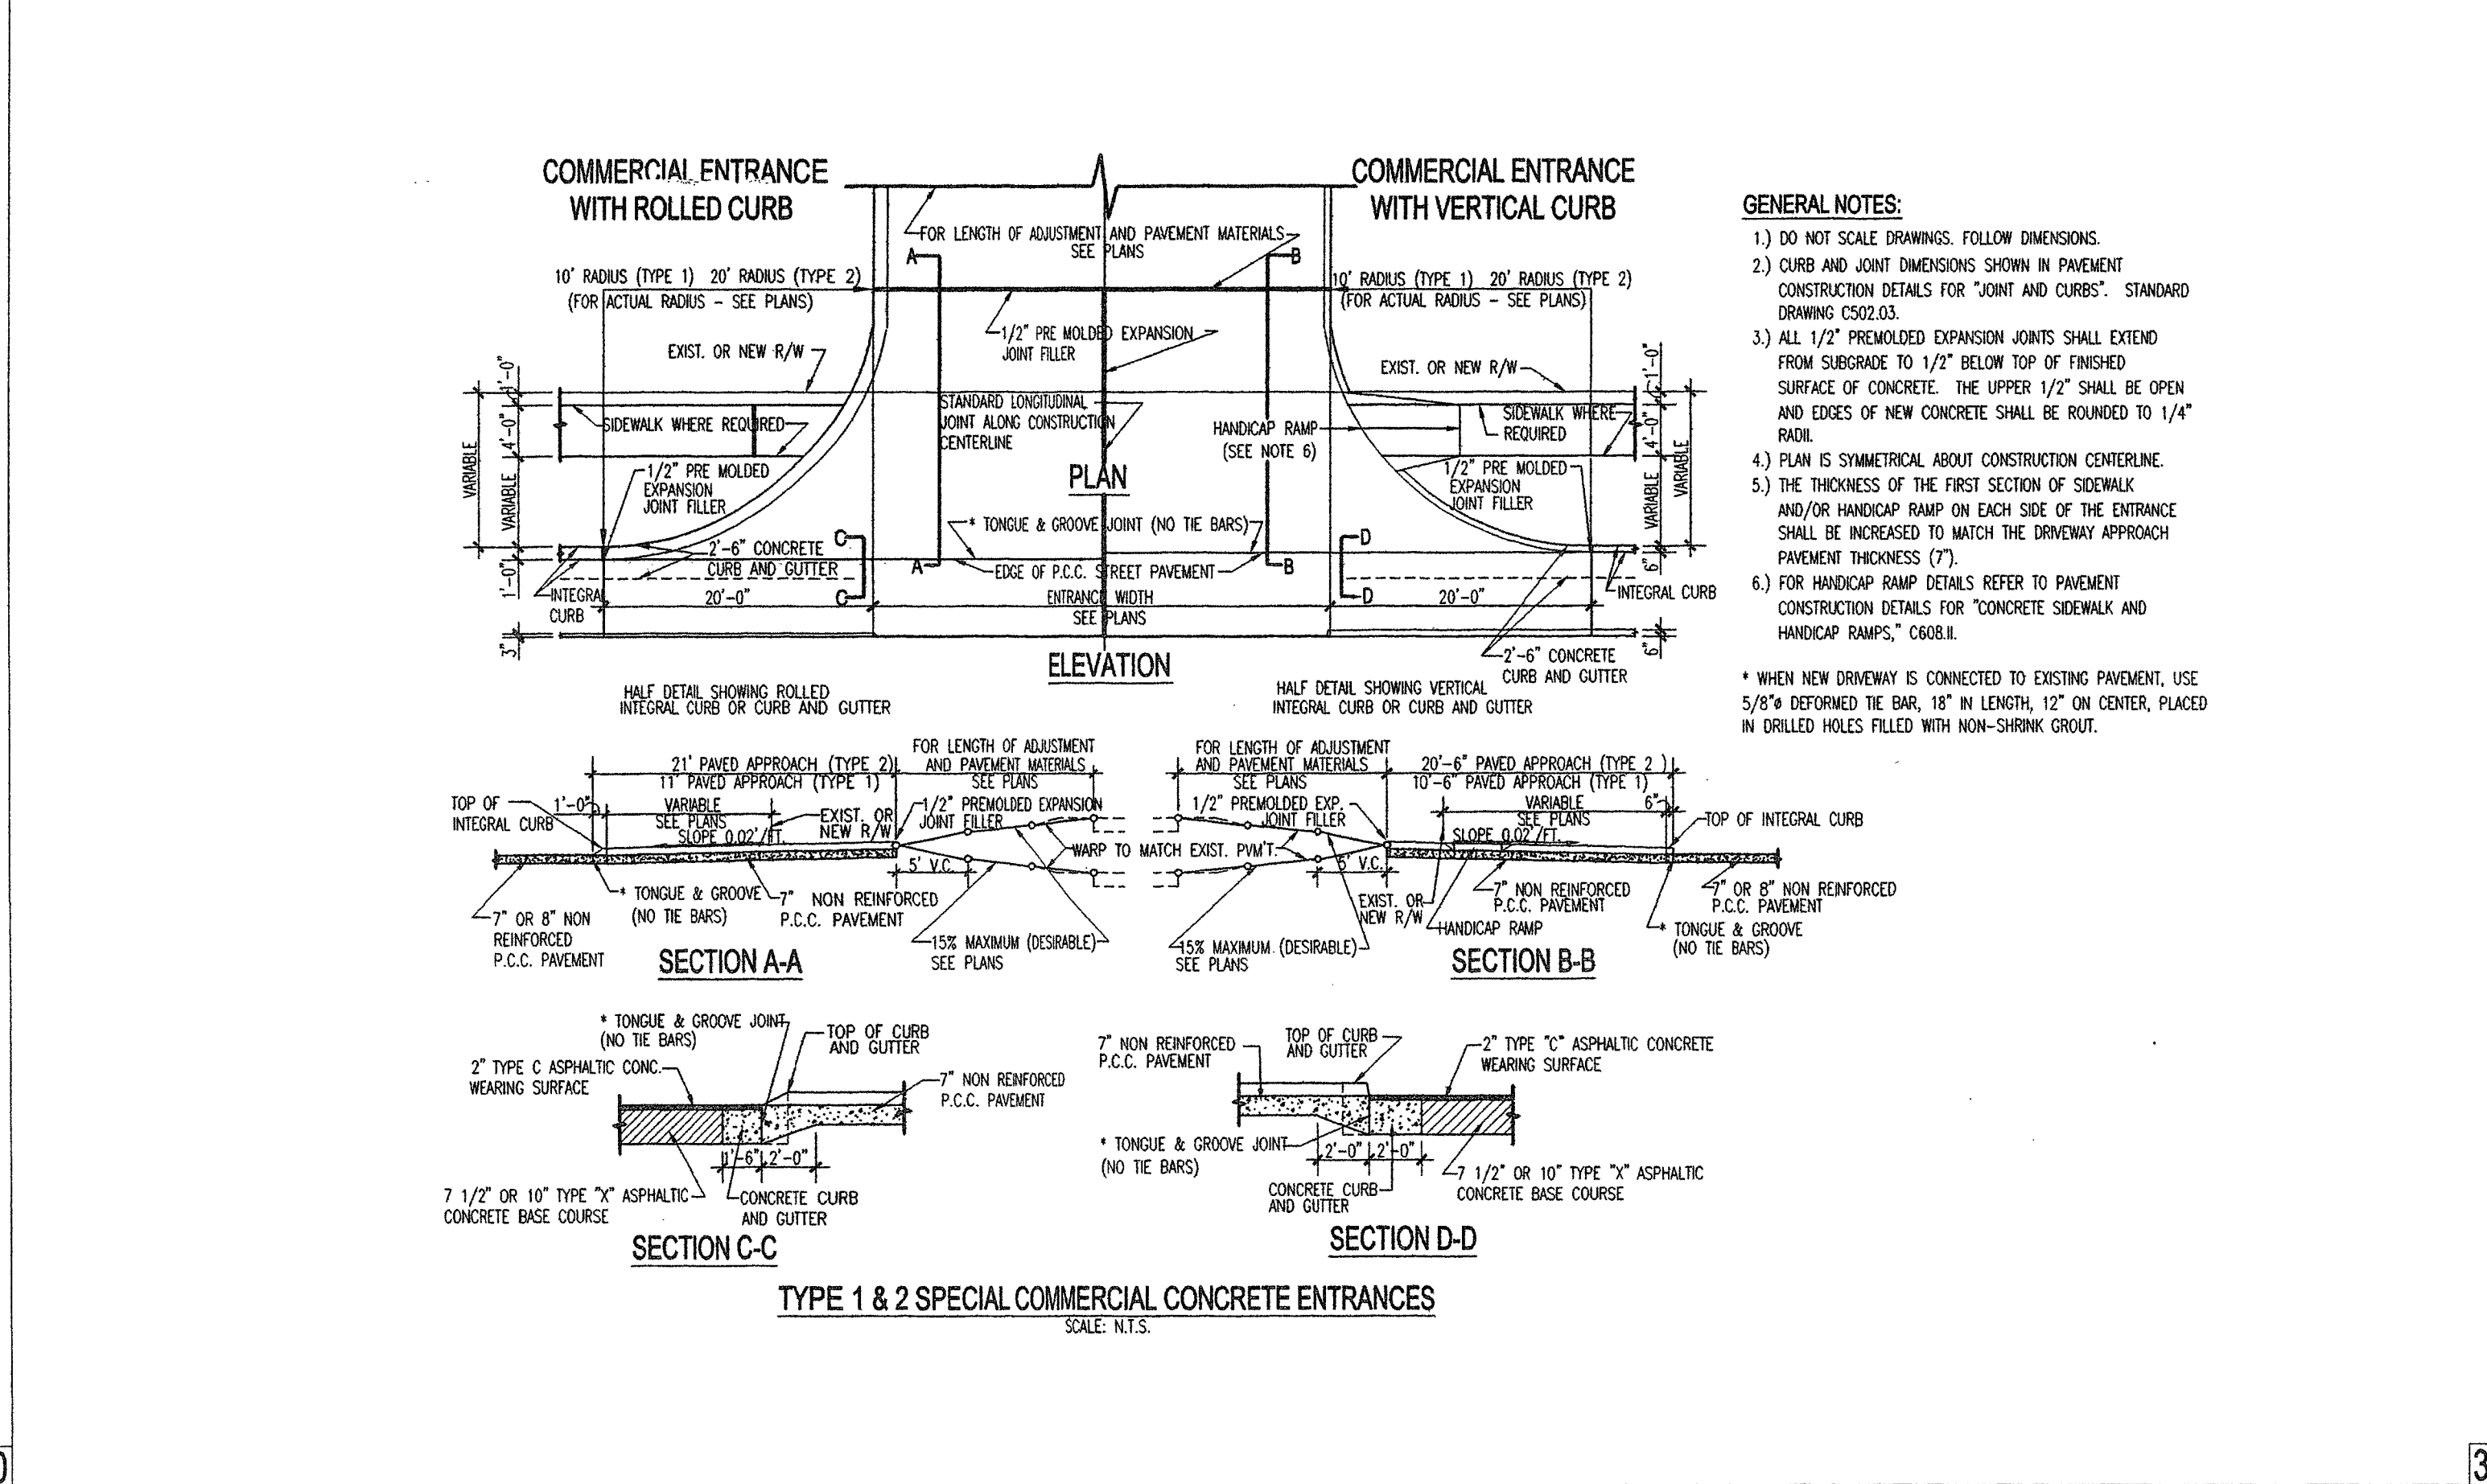 COMMERCIAL ENTRANCE
WITH ROLLED CURB
COMMERCIAL ENTRANCE
WITH VERTICAL CURB
FOR LENGTH OF ADJUSTMENT AND PAVEMENT MATERIALS
SEE PLANS
A
B
10' RADIUS (TYPE 1) 20' RADIUS (TYPE 2)
(FOR ACTUAL RADIUS - SEE PLANS)
10' RADIUS (TYPE 1) 20' RADIUS (TYPE 2)
(FOR ACTUAL RADIUS - SEE PLANS)
1/2" PRE MOLDED EXPANSION
JOINT FILLER
EXIST. OR NEW R/W
EXIST. OR NEW R/W
1'-0"
4'-0"
VARIABLE
VARIABLE
1'-0"
3"
SIDEWALK WHERE REQUIRED
STANDARD LONGITUDINAL
JOINT ALONG CONSTRUCTION
CENTERLINE
HANDICAP RAMP
(SEE NOTE 6)
SIDEWALK WHERE
REQUIRED
1'-0"
4'-0"
VARIABLE
VARIABLE
6"
6"
1/2" PRE MOLDED
EXPANSION
JOINT FILLER
PLAN
1/2" PRE MOLDED
EXPANSION
JOINT FILLER
* TONGUE & GROOVE JOINT (NO TIE BARS)
C
D
2'-6" CONCRETE
CURB AND GUTTER
A
EDGE OF P.C.C. STREET PAVEMENT
B
INTEGRAL
CURB
20'-0"
C
ENTRANCE WIDTH
SEE PLANS
D
20'-0"
INTEGRAL CURB
ELEVATION
2'-6" CONCRETE
CURB AND GUTTER
HALF DETAIL SHOWING ROLLED
INTEGRAL CURB OR CURB AND GUTTER
HALF DETAIL SHOWING VERTICAL
INTEGRAL CURB OR CURB AND GUTTER
GENERAL NOTES:
1.) DO NOT SCALE DRAWINGS. FOLLOW DIMENSIONS.
2.) CURB AND JOINT DIMENSIONS SHOWN IN PAVEMENT
CONSTRUCTION DETAILS FOR "JOINT AND CURBS". STANDARD
DRAWING C502.03.
3.) ALL 1/2" PREMOLDED EXPANSION JOINTS SHALL EXTEND
FROM SUBGRADE TO 1/2" BELOW TOP OF FINISHED
SURFACE OF CONCRETE. THE UPPER 1/2" SHALL BE OPEN
AND EDGES OF NEW CONCRETE SHALL BE ROUNDED TO 1/4"
RADII.
4.) PLAN IS SYMMETRICAL ABOUT CONSTRUCTION CENTERLINE.
5.) THE THICKNESS OF THE FIRST SECTION OF SIDEWALK
AND/OR HANDICAP RAMP ON EACH SIDE OF THE ENTRANCE
SHALL BE INCREASED TO MATCH THE DRIVEWAY APPROACH
PAVEMENT THICKNESS (7").
6.) FOR HANDICAP RAMP DETAILS REFER TO PAVEMENT
CONSTRUCTION DETAILS FOR "CONCRETE SIDEWALK AND
HANDICAP RAMPS," C608.11.
* WHEN NEW DRIVEWAY IS CONNECTED TO EXISTING PAVEMENT, USE
5/8"ø DEFORMED TIE BAR, 18" IN LENGTH, 12" ON CENTER, PLACED
IN DRILLED HOLES FILLED WITH NON-SHRINK GROUT.
21' PAVED APPROACH (TYPE 2)
11' PAVED APPROACH (TYPE 1)
FOR LENGTH OF ADJUSTMENT
AND PAVEMENT MATERIALS
SEE PLANS
TOP OF
INTEGRAL CURB
1'-0"
VARIABLE
SEE PLANS
SLOPE 0.02'/FT.
EXIST. OR
NEW R/W
1/2" PREMOLDED EXPANSION
JOINT FILLER
WARP TO MATCH EXIST. PVM'T.
5' V.C.
7" OR 8" NON
REINFORCED
P.C.C. PAVEMENT
* TONGUE & GROOVE
(NO TIE BARS)
7" NON REINFORCED
P.C.C. PAVEMENT
15% MAXIMUM (DESIRABLE)
SEE PLANS
SECTION A-A
FOR LENGTH OF ADJUSTMENT
AND PAVEMENT MATERIALS
SEE PLANS
20'-6" PAVED APPROACH (TYPE 2 )
10'-6" PAVED APPROACH (TYPE 1)
1/2" PREMOLDED EXP.
JOINT FILLER
VARIABLE
SEE PLANS
6"
SLOPE 0.02'/FT.
TOP OF INTEGRAL CURB
5' V.C.
EXIST. OR
NEW R/W
HANDICAP RAMP
7" NON REINFORCED
P.C.C. PAVEMENT
7" OR 8" NON REINFORCED
P.C.C. PAVEMENT
* TONGUE & GROOVE
(NO TIE BARS)
15% MAXIMUM. (DESIRABLE)
SEE PLANS
SECTION B-B
* TONGUE & GROOVE JOINT
(NO TIE BARS)
TOP OF CURB
AND GUTTER
2" TYPE C ASPHALTIC CONC.
WEARING SURFACE
7" NON REINFORCED
P.C.C. PAVEMENT
1'-6"
2'-0"
7 1/2" OR 10" TYPE "X" ASPHALTIC
CONCRETE BASE COURSE
CONCRETE CURB
AND GUTTER
SECTION C-C
7" NON REINFORCED
P.C.C. PAVEMENT
TOP OF CURB
AND GUTTER
2" TYPE "C" ASPHALTIC CONCRETE
WEARING SURFACE
* TONGUE & GROOVE JOINT
(NO TIE BARS)
2'-0"
2'-0"
CONCRETE CURB
AND GUTTER
7 1/2" OR 10" TYPE "X" ASPHALTIC
CONCRETE BASE COURSE
SECTION D-D
TYPE 1 & 2 SPECIAL COMMERCIAL CONCRETE ENTRANCES
SCALE: N.T.S.
3